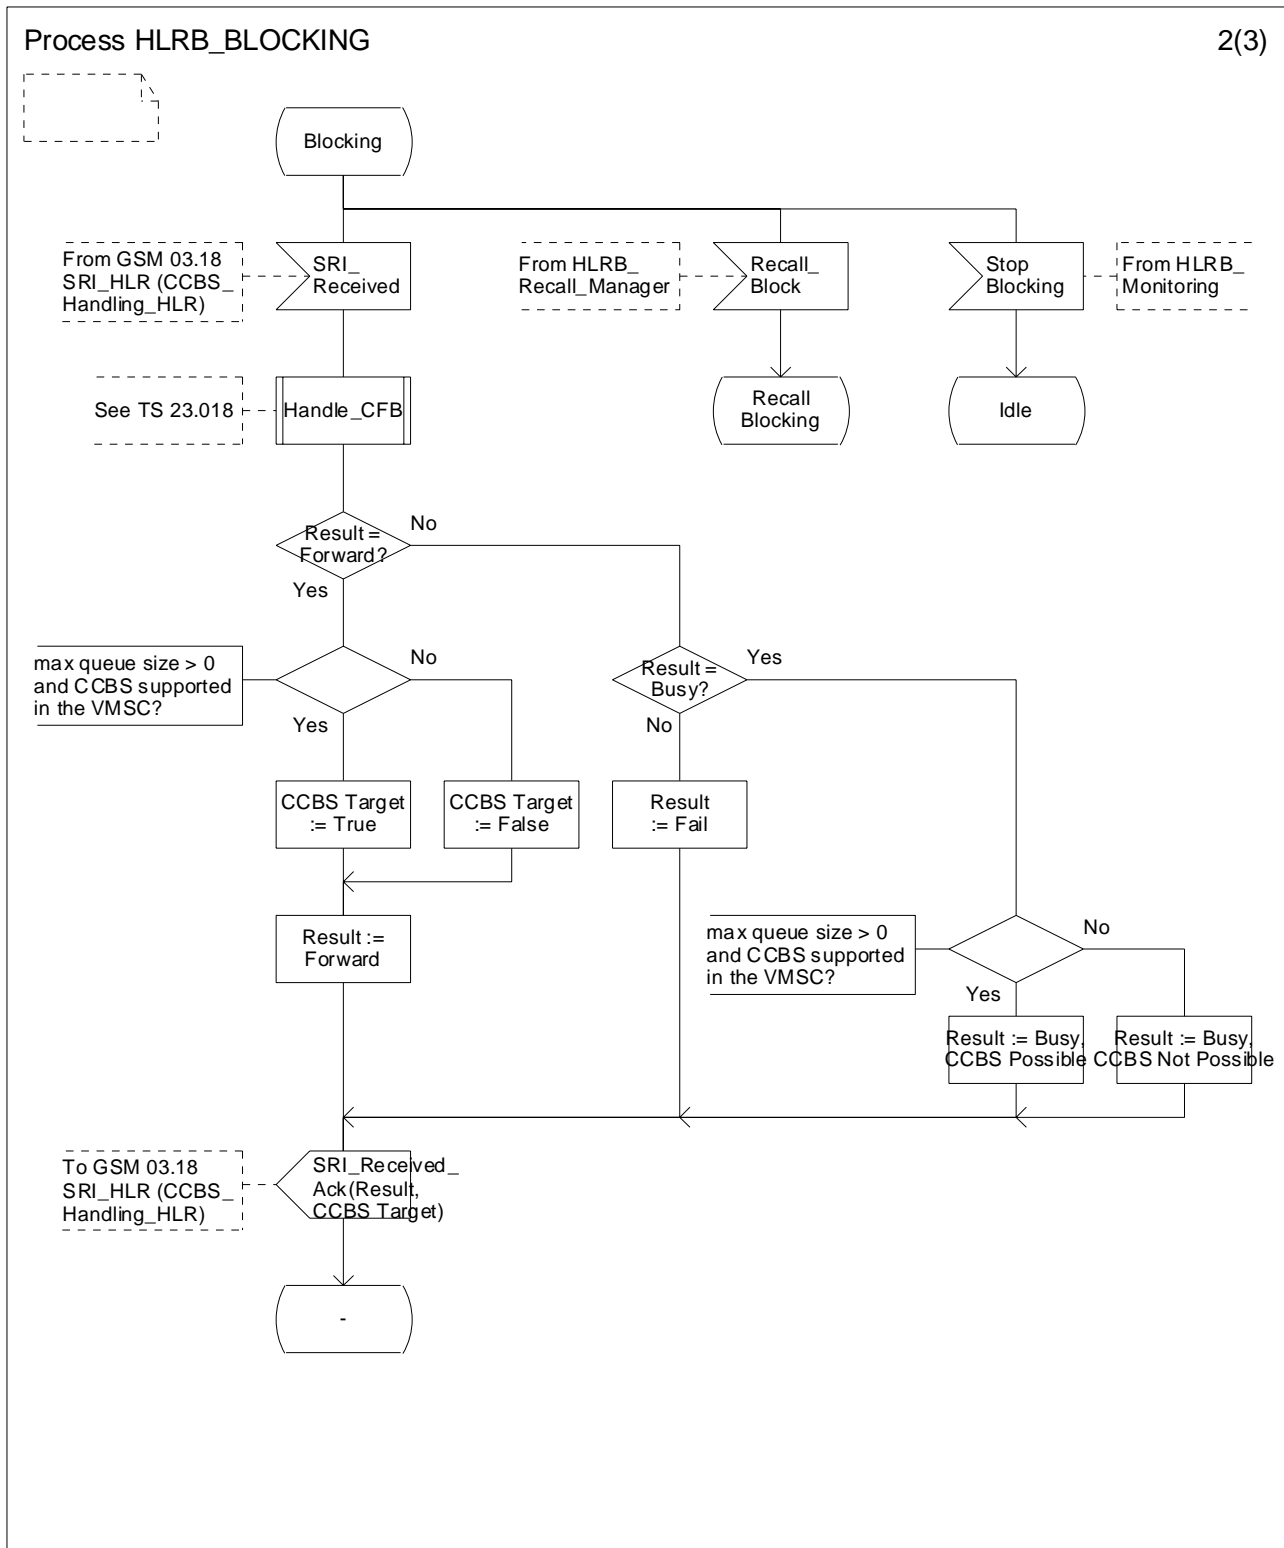 Process HLRB_BLOCKING
2(3)
Blocking
From GSM 03.18
SRI_HLR (CCBS_
Handling_HLR)
SRI_
Received
From HLRB_
Recall_Manager
Recall_
Block
Stop
Blocking
From HLRB_
Monitoring
See TS 23.018
Handle_CFB
Recall
Blocking
Idle
Result =
Forward?
No
Yes
max queue size > 0
and CCBS supported
in the VMSC?
No
Yes
Result =
Busy?
Yes
No
CCBS Target
:= True
CCBS Target
:= False
Result
:= Fail
Result :=
Forward
max queue size > 0
and CCBS supported
in the VMSC?
No
Yes
Result := Busy,
CCBS Possible
Result := Busy,
CCBS Not Possible
To GSM 03.18
SRI_HLR (CCBS_
Handling_HLR)
SRI_Received_
Ack(Result,
CCBS Target)
-